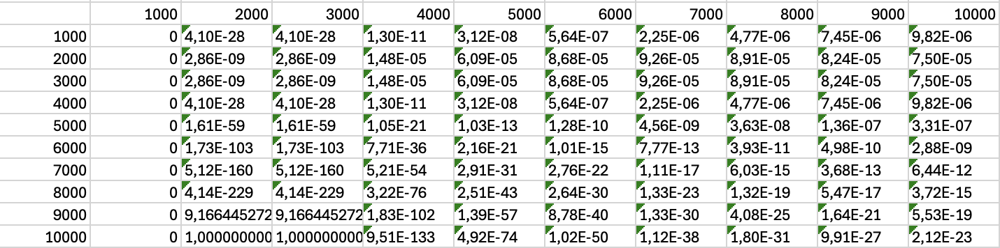 1000 2000 3000 4000 5000 6000 7000 8000 9000 10000
1000 0 4,10E-28 4,10E-28 1,30E-11 3,12E-08 5,64E-07 2,25E-06 4,77E-06 7,45E-06 9,82E-06
2000 0 2,86E-09 2,86E-09 1,48E-05 6,09E-05 8,68E-05 9,26E-05 8,91E-05 8,24E-05 7,50E-05
3000 0 2,86E-09 2,86E-09 1,48E-05 6,09E-05 8,68E-05 9,26E-05 8,91E-05 8,24E-05 7,50E-05
4000 0 4,10E-28 4,10E-28 1,30E-11 3,12E-08 5,64E-07 2,25E-06 4,77E-06 7,45E-06 9,82E-06
5000 0 1,61E-59 1,61E-59 1,05E-21 1,03E-13 1,28E-10 4,56E-09 3,63E-08 1,36E-07 3,31E-07
6000 0 1,73E-103 1,73E-103 7,71E-36 2,16E-21 1,01E-15 7,77E-13 3,93E-11 4,98E-10 2,88E-09
7000 0 5,12E-160 5,12E-160 5,21E-54 2,91E-31 2,76E-22 1,11E-17 6,03E-15 3,68E-13 6,44E-12
8000 0 4,14E-229 4,14E-229 3,22E-76 2,51E-43 2,64E-30 1,33E-23 1,32E-19 5,47E-17 3,72E-15
9000 0 9,166445272 9,166445272 1,83E-102 1,39E-57 8,78E-40 1,33E-30 4,08E-25 1,64E-21 5,53E-19
10000 0 1,000000000 1,000000000 9,51E-133 4,92E-74 1,02E-50 1,12E-38 1,80E-31 9,91E-27 2,12E-23